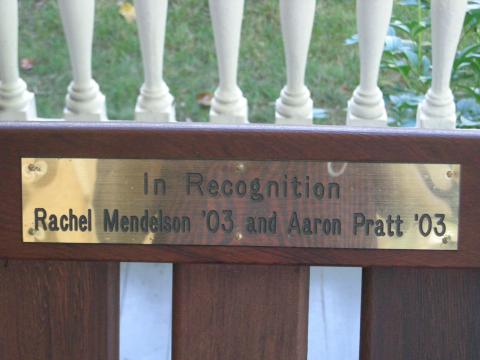 In Recognition
Rachel Mendelson '03 and Aaron Pratt '03